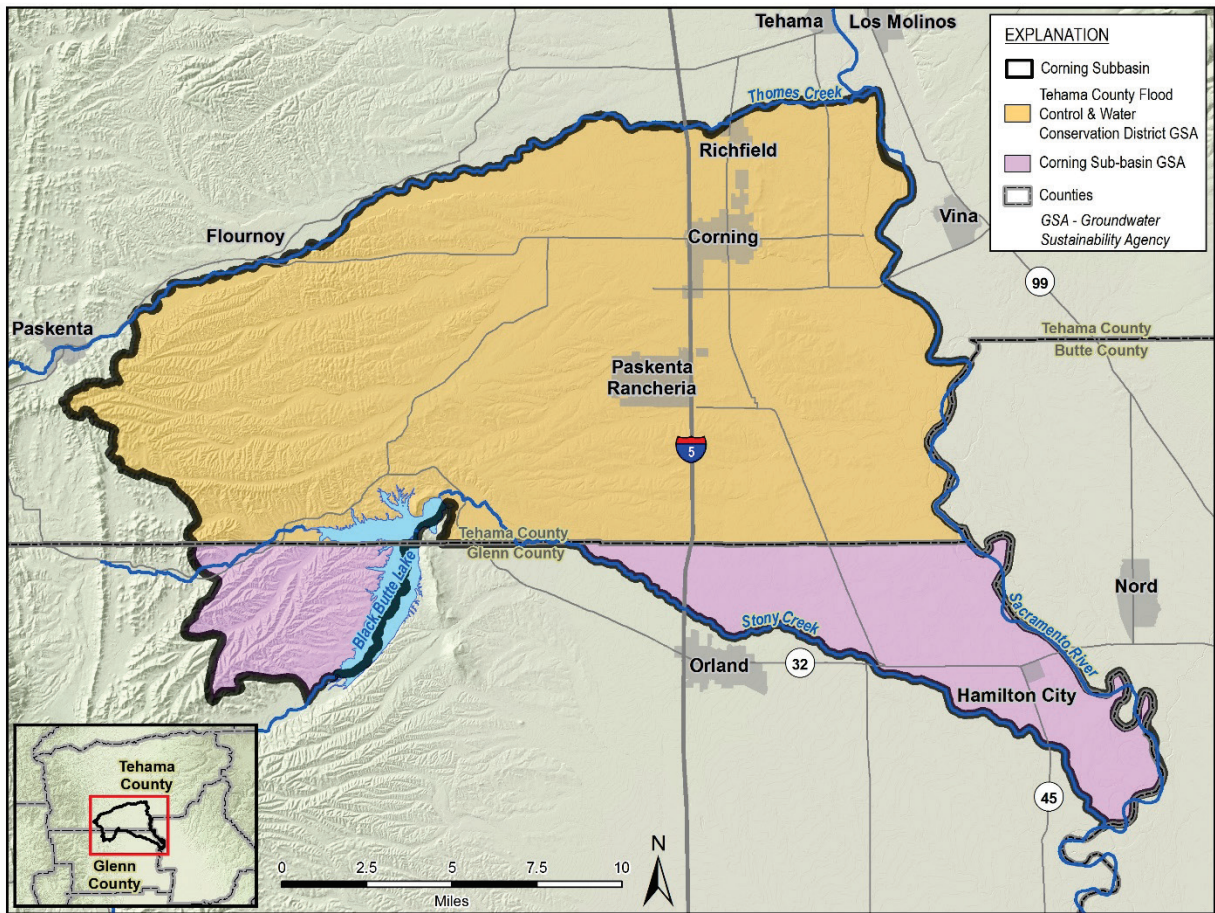 Tehama
Los Molinos
EXPLANATION
Corning Subbasin
Tehama County Flood
Control & Water
Conservation District GSA
Corning Sub-basin GSA
Counties
GSA - Groundwater
Sustainability Agency
Thomes Creek
Richfield
Vina
Flournoy
Corning
99
Paskenta
Tehama County
Butte County
Paskenta
Rancheria
5
Tehama County
Glenn County
Black Butte Lake
Nord
Sacramento River
Stony Creek
Orland
32
Hamilton City
45
Tehama
County
Glenn
County
0
2.5
5
7.5
10
Miles
N